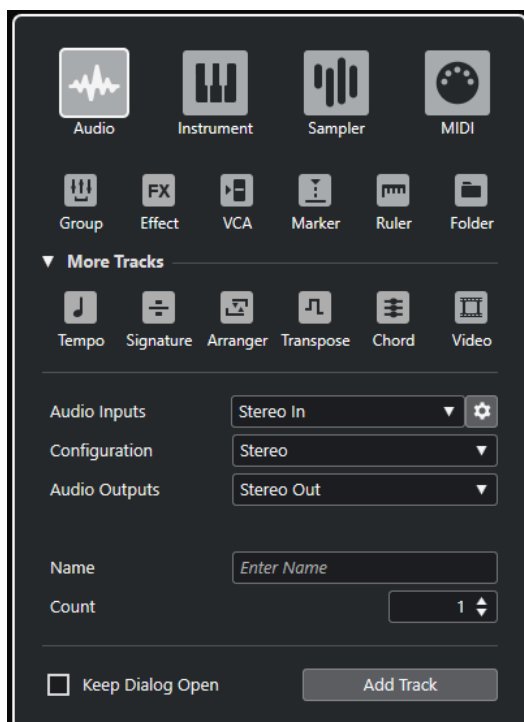 Audio Instrument Sampler MIDI
FX
Group Effect VCA Marker Ruler Folder
More Tracks
Tempo Signature Arranger Transpose Chord Video
Audio Inputs Stereo In
Configuration Stereo
Audio Outputs Stereo Out
Name Enter Name
Count 1
Keep Dialog Open Add Track